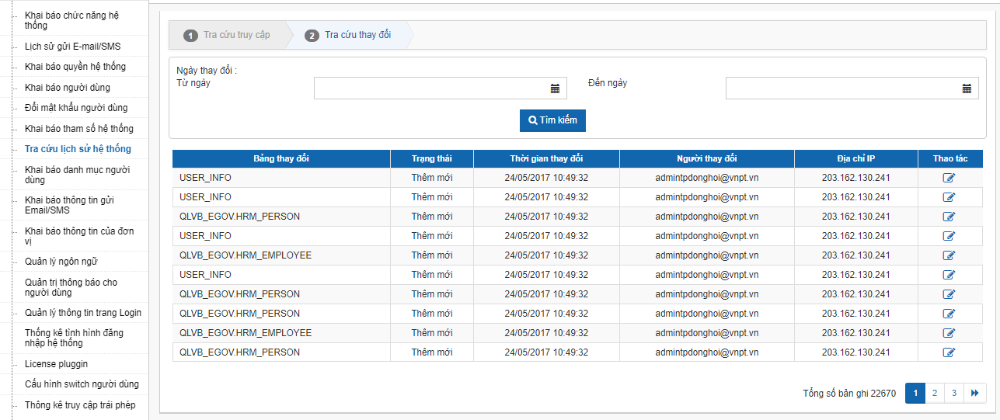 Khai báo chức năng hệ
thống
Lịch sử gửi E-mail/SMS
Khai báo quyền hệ thống
Khai báo người dùng
Đổi mật khẩu người dùng
Khai báo tham số hệ thống
Tra cứu lịch sử hệ thống
Khai báo danh mục người
dùng
Khai báo thông tin gửi
Email/SMS
Khai báo thông tin của đơn
vị
Quản lý ngôn ngữ
Quản trị thông báo cho
người dùng
Quản lý thông tin trang Login
Thống kê tình hình đăng
nhập hệ thống
License pluggin
Cấu hình switch người dùng
Thông kê truy cập trái phép
1 Tra cứu truy cập 2 Tra cứu thay đổi
Ngày thay đổi :
Từ ngày Đến ngày
Tìm kiếm
Bảng thay đổi Trạng thái Thời gian thay đổi Người thay đổi Địa chỉ IP Thao tác
USER_INFO Thêm mới 24/05/2017 10:49:32 admintpdonghoi@vnpt.vn 203.162.130.241
USER_INFO Thêm mới 24/05/2017 10:49:32 admintpdonghoi@vnpt.vn 203.162.130.241
QLVB_EGOV.HRM_PERSON Thêm mới 24/05/2017 10:49:32 admintpdonghoi@vnpt.vn 203.162.130.241
USER_INFO Thêm mới 24/05/2017 10:49:32 admintpdonghoi@vnpt.vn 203.162.130.241
QLVB_EGOV.HRM_EMPLOYEE Thêm mới 24/05/2017 10:49:32 admintpdonghoi@vnpt.vn 203.162.130.241
USER_INFO Thêm mới 24/05/2017 10:49:32 admintpdonghoi@vnpt.vn 203.162.130.241
QLVB_EGOV.HRM_PERSON Thêm mới 24/05/2017 10:49:32 admintpdonghoi@vnpt.vn 203.162.130.241
QLVB_EGOV.HRM_PERSON Thêm mới 24/05/2017 10:49:32 admintpdonghoi@vnpt.vn 203.162.130.241
QLVB_EGOV.HRM_EMPLOYEE Thêm mới 24/05/2017 10:49:32 admintpdonghoi@vnpt.vn 203.162.130.241
QLVB_EGOV.HRM_PERSON Thêm mới 24/05/2017 10:49:32 admintpdonghoi@vnpt.vn 203.162.130.241
Tổng số bản ghi 22670 1 2 3